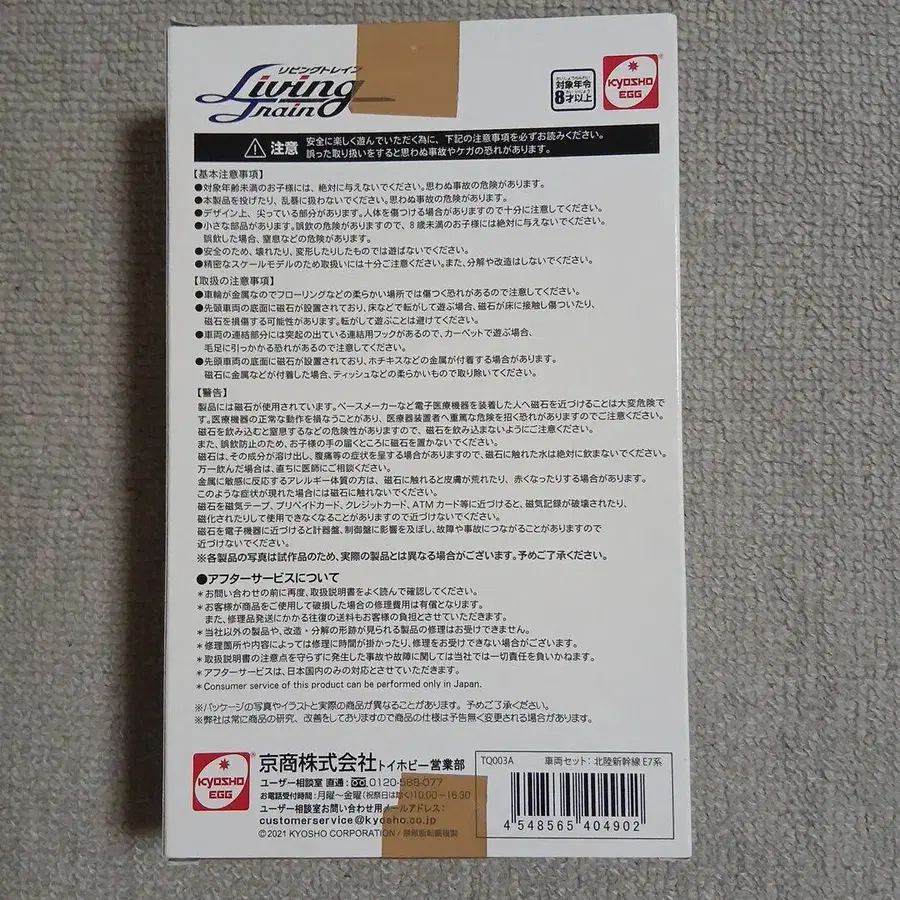 リビングトレイン
Living Train
対象年令
8才以上
KYOSHO
EGG
注意
安全に楽しく遊んでいただく為に、下記の注意事項を必ずお読みください。
誤った取り扱いをすると思わぬ事故やケガの恐れがあります。
【基本注意事項】
●対象年齢未満のお子様には、絶対に与えないでください。思わぬ事故の危険があります。
●本製品を投げたり、乱暴に扱わないでください。思わぬ事故の危険があります。
●デザイン上、尖っている部分があります。人体を傷つける場合がありますので十分に注意してください。
●小さな部品があります。誤飲の危険がありますので、8歳未満のお子様には絶対に与えないでください。
誤飲した場合、窒息などの危険があります。
●安全のため、壊れたり、変形したりしたものでは遊ばないでください。
●精密なスケールモデルのため取扱いには十分ご注意ください。また、分解や改造はしないでください。
【取扱の注意事項】
●車輪が金属なのでフローリングなどの柔らかい場所では傷つく恐れがあるので注意してください。
●先頭車両の底面に磁石が設置されており、床などで転がして遊ぶ場合、磁石が床に接触し傷ついたり、
磁石を損傷する可能性があります。転がして遊ぶことは避けてください。
●車両の連結部分には突起の出ている連結用フックがあるので、カーペットで遊ぶ場合、
毛足に引っかかる恐れがあるので注意してください。
●先頭車両の底面に磁石が設置されており、ホチキスなどの金属が付着する場合があります。
磁石に金属などが付着した場合、ティッシュなどの柔らかいもので取り除いてください。
【警告】
製品には磁石が使用されています。ペースメーカーなど電子医療機器を装着した人へ磁石を近づけることは大変危険で
す。医療機器の正常な動作を損なうことがあり、医療器装着者へ重篤な危険を招く恐れがありますのでご注意ください。
磁石を飲み込むと窒息するなどの危険性がありますので、磁石を飲み込まないようにご注意ください。
また、誤飲防止のため、お子様の手の届くところに磁石を置かないでください。
磁石は、その成分が溶け出し、腹痛等の症状を呈する場合がありますので、磁石に触れた水は絶対に飲まないでください。
万一飲んだ場合は、直ちに医師にご相談ください。
金属に敏感に反応するアレルギー体質の方は、磁石に触れると皮膚が荒れたり、赤くなったりする場合があります。
このような症状が現れた場合には磁石に触れないでください。
磁石を磁気テープ、プリペイドカード、クレジットカード、ATMカード等に近づけると、磁気記録が破壊されたり、
磁化されたりして使用できなくなることがありますので近づけないでください。
磁石を電子機器に近づけると計器盤、制御盤に影響を及ぼし、故障や事故につながることがありますので
近づけないでください。
※各製品の写真は試作品のため、実際の製品とは異なる場合がございます。予めご了承ください。
●アフターサービスについて
＊お問い合わせの前に再度、取扱説明書をよく読んで確認してください。
＊お客様が商品をご使用して破損した場合の修理費用は有償となります。
また、修理品発送にかかる往復の送料もお客様の負担とさせていただきます。
＊当社以外の製品や、改造・分解の形跡が見られる製品の修理はお受けできません。
＊修理箇所や内容によっては修理に時間が掛かったり、修理をお受けできない場合がございます。
＊取扱説明書の注意点を守らずに発生した事故や故障に関しては当社では一切責任を負いかねます。
＊アフターサービスは、日本国内のみの対応とさせていただきます。
＊Consumer service of this product can be performed only in Japan.
※パッケージの写真やイラストと実際の商品が異なる場合があります。予めご了承ください。
※弊社は常に商品の研究、改善をしておりますので商品の仕様は予告無く変更される場合があります。
KYOSHO
EGG
京商株式会社トイホビー営業部
ユーザー相談室 直通：0120-588-077
お電話受付時間：月曜～金曜(祝祭日は除く)10:00～16:30
ユーザー相談室お問い合わせ用メールアドレス：
customerservice@kyosho.co.jp
©2021 KYOSHO CORPORATION / 無断転載複製
TQ003A
車両セット：北陸新幹線 E7系
4 548565 404902